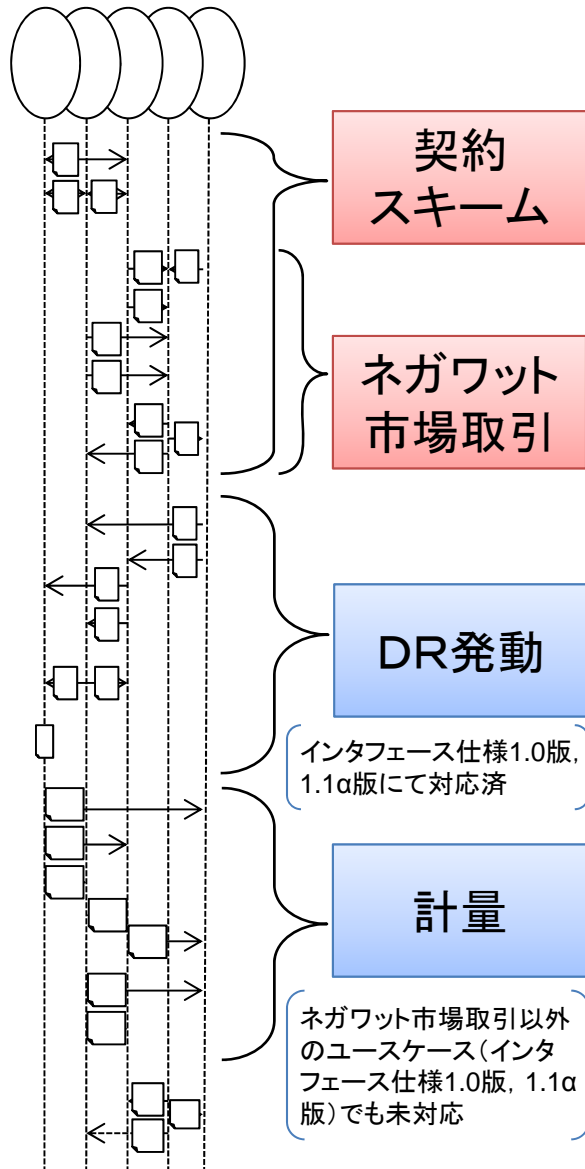 契約
スキーム
ネガワット
市場取引
DR発動
インタフェース仕様1.0版,
1.1α版にて対応済
計量
ネガワット市場取引以外
のユースケース(インタ
フェース仕様1.0版, 1.1α
版)でも未対応